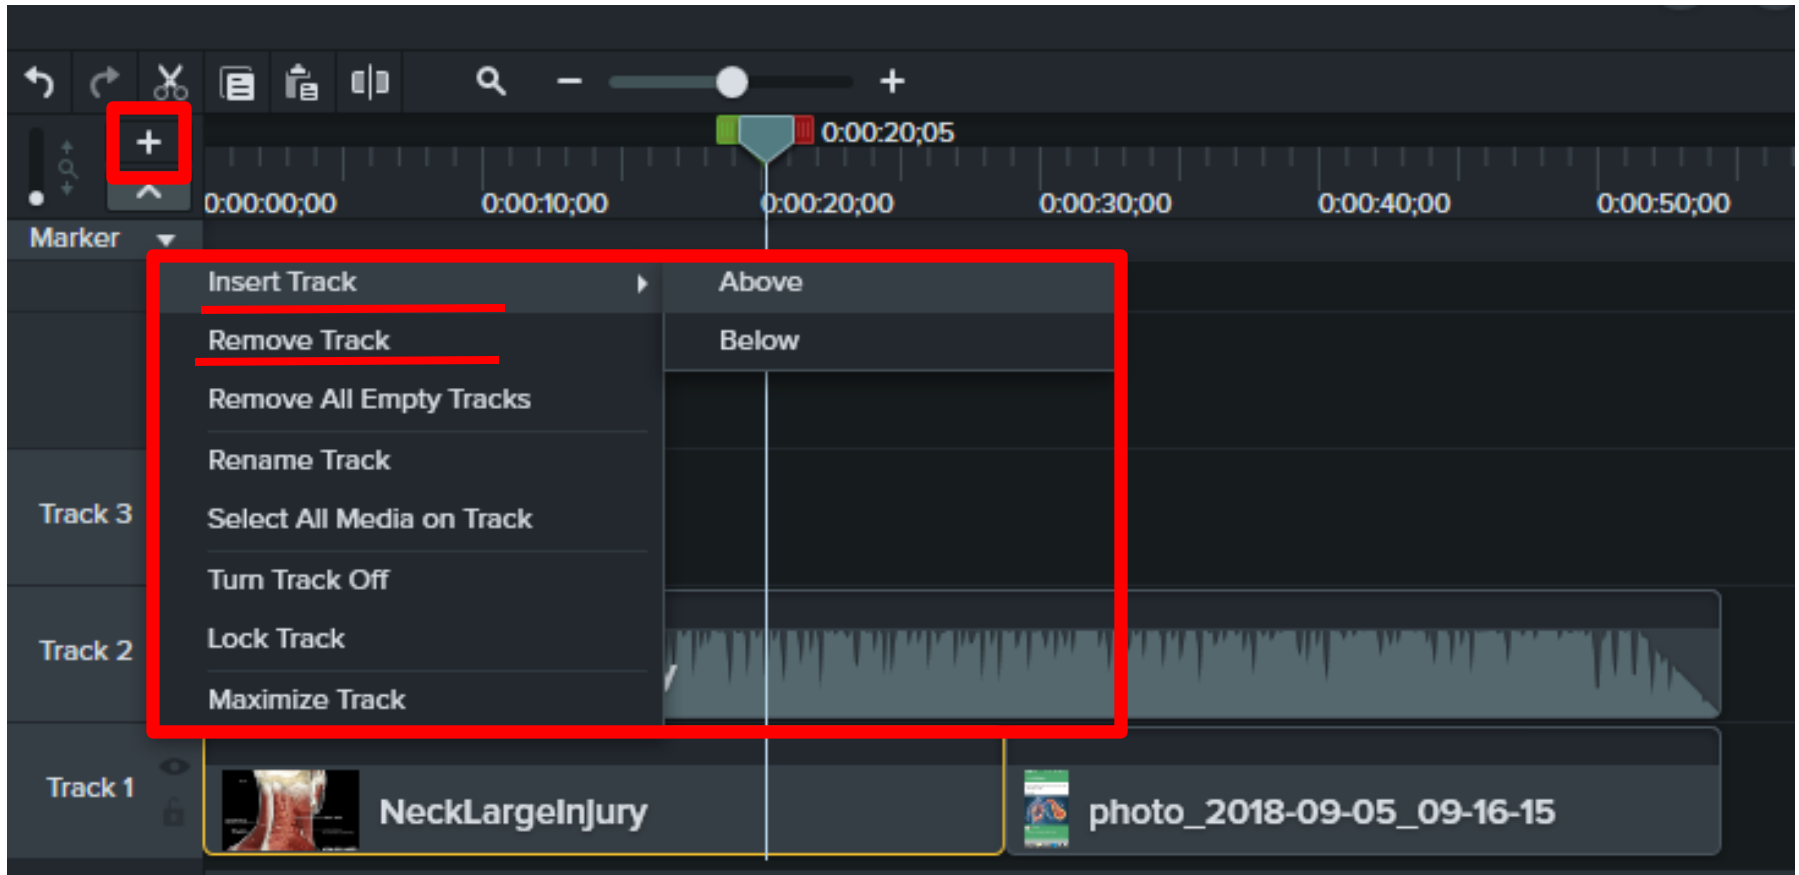 0:00:20;05
0:00:00;00 0:00:10;00 0:00:20;00 0:00:30;00 0:00:40;00 0:00:50;00
Marker
Insert Track Above
Remove Track Below
Remove All Empty Tracks
Rename Track
Track 3
Select All Media on Track
Turn Track Off
Lock Track
Track 2
Maximize Track
Track 1
NeckLargeInjury photo_2018-09-05_09-16-15